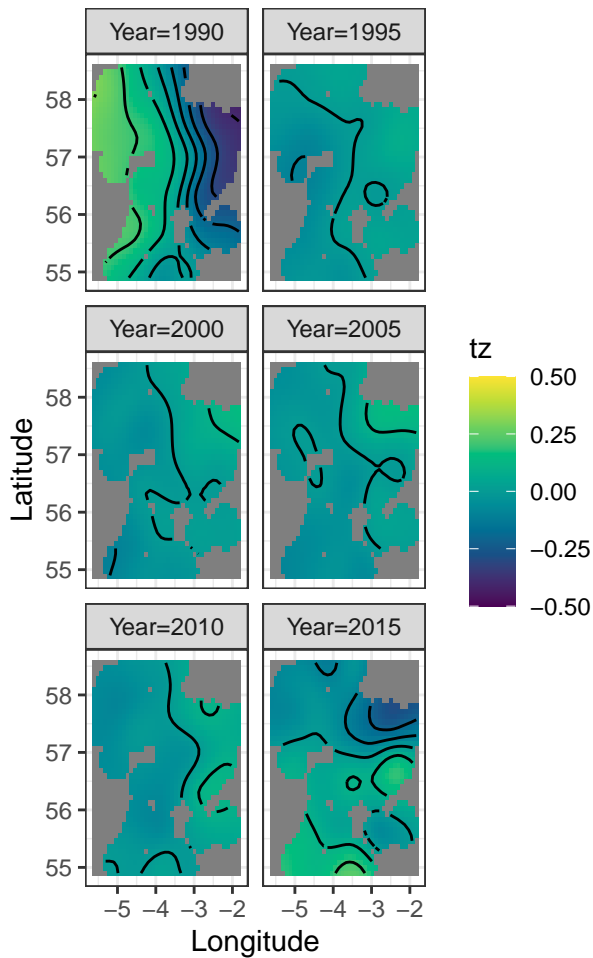 Year=1990 Year=1995
58
57
56
55
Year=2000 Year=2005
58
57
56
55
Year=2010 Year=2015
58
57
56
55
−5 −4 −3 −2 −5 −4 −3 −2
Longitude
Latitude
tz
0.50
0.25
0.00
−0.25
−0.50